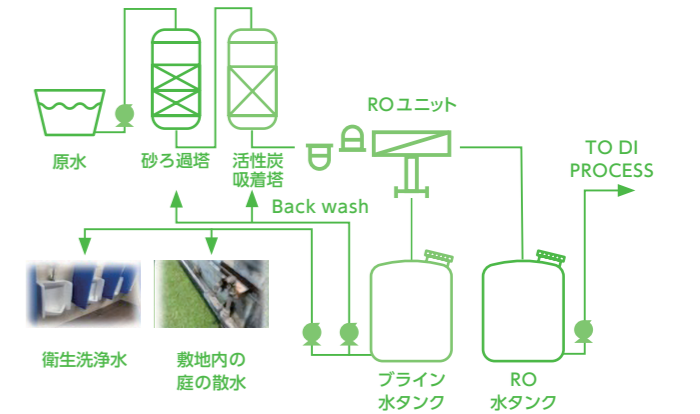 ROユニット
TO DI
PROCESS
原水
砂ろ過塔
活性炭
吸着塔
Back wash
衛生洗浄水
敷地内の
庭の散水
ブライン
水タンク
RO
水タンク